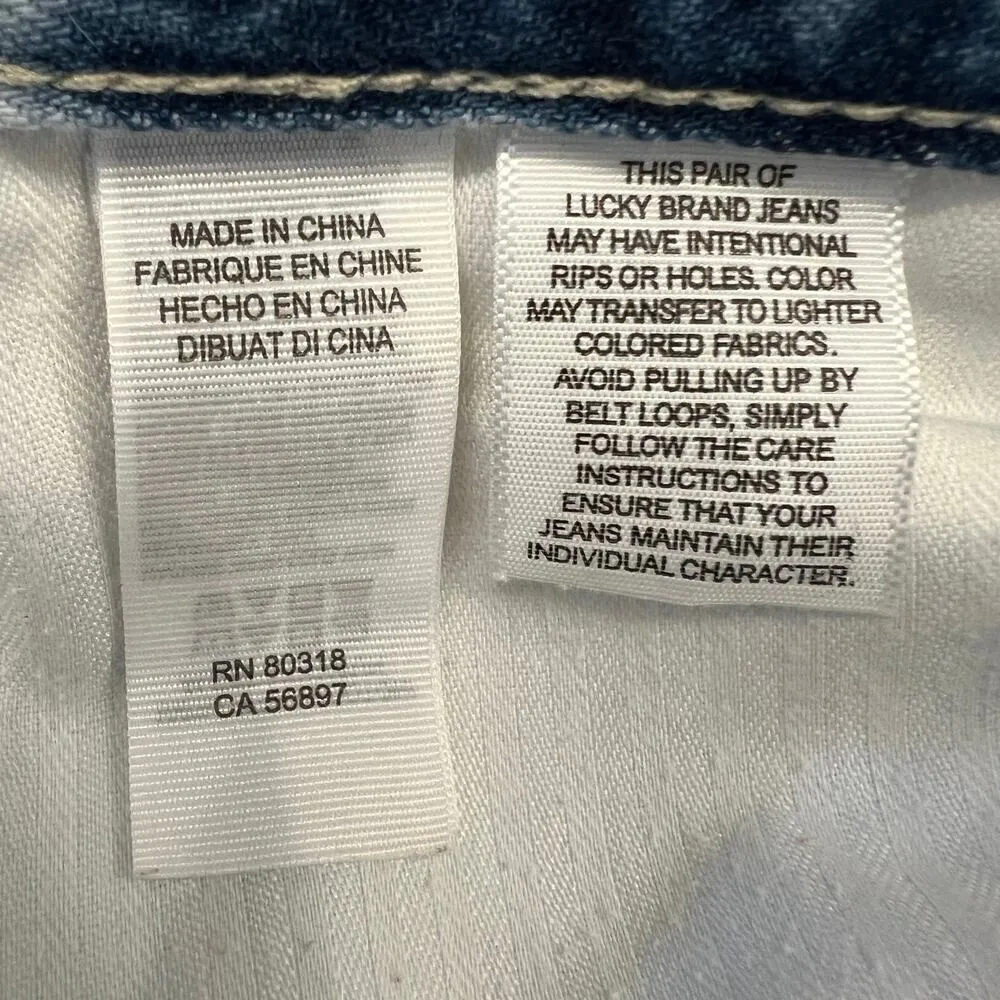 MADE IN CHINA
FABRIQUE EN CHINE
HECHO EN CHINA
DIBUAT DI CINA
RN 80318
CA 56897
THIS PAIR OF
LUCKY BRAND JEANS
MAY HAVE INTENTIONAL
RIPS OR HOLES. COLOR
MAY TRANSFER TO LIGHTER
COLORED FABRICS.
AVOID PULLING UP BY
BELT LOOPS, SIMPLY
FOLLOW THE CARE
INSTRUCTIONS TO
ENSURE THAT YOUR
JEANS MAINTAIN THEIR
INDIVIDUAL CHARACTER.